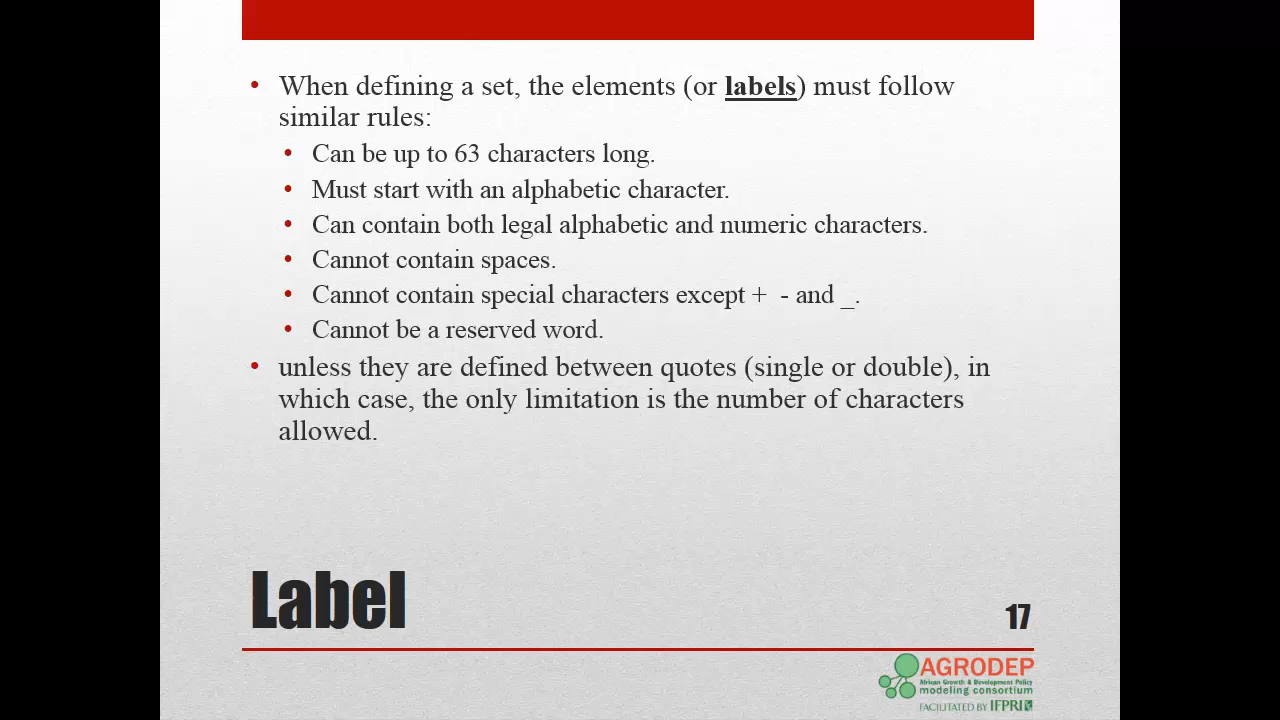 • When defining a set, the elements (or labels) must follow
similar rules:
• Can be up to 63 characters long.
• Must start with an alphabetic character.
• Can contain both legal alphabetic and numeric characters.
• Cannot contain spaces.
• Cannot contain special characters except + - and _.
• Cannot be a reserved word.
• unless they are defined between quotes (single or double), in
which case, the only limitation is the number of characters
allowed.
Label
17
AGRODEP
African Growth & Development Policy
modeling consortium
FACILITATED BY IFPRI